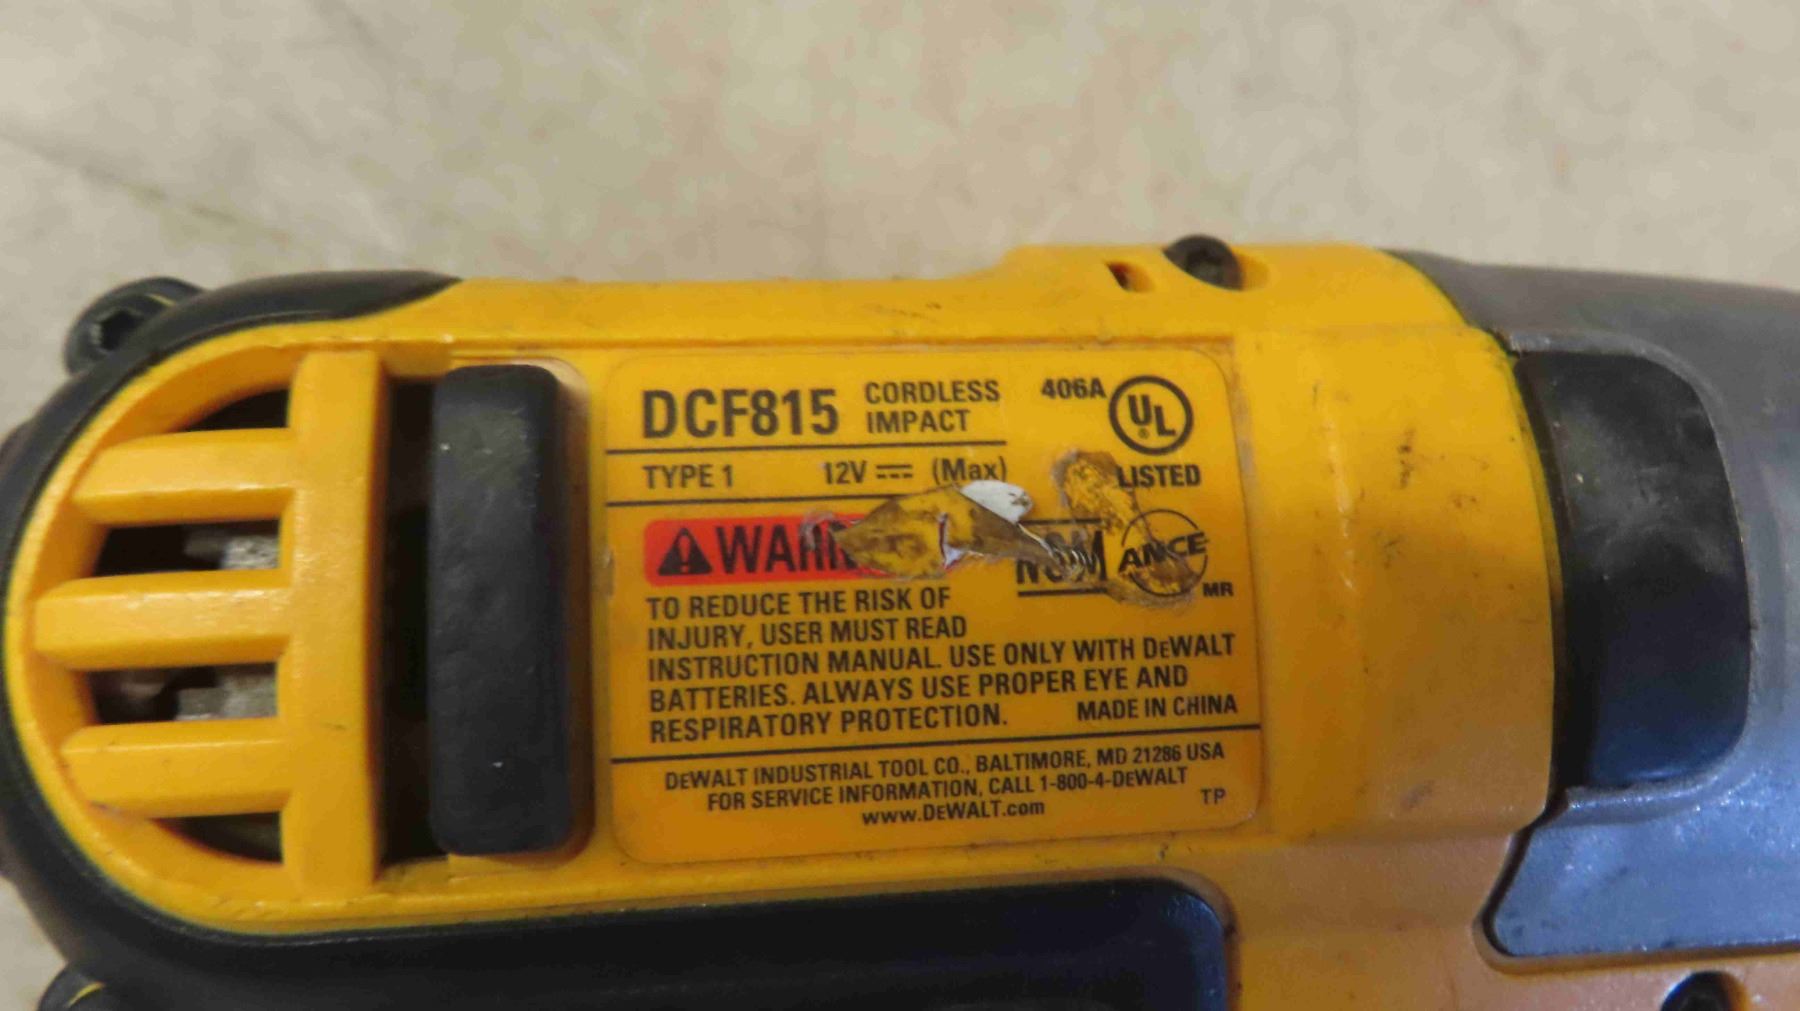 DCF815 CORDLESS IMPACT 406A UL
TYPE 1 12V (Max) LISTED
ANCE
MR
TO REDUCE THE RISK OF
INJURY, USER MUST READ
INSTRUCTION MANUAL. USE ONLY WITH DEWALT
BATTERIES. ALWAYS USE PROPER EYE AND
RESPIRATORY PROTECTION. MADE IN CHINA
DEWALT INDUSTRIAL TOOL CO., BALTIMORE, MD 21286 USA
FOR SERVICE INFORMATION, CALL 1-800-4-DEWALT
www.DEWALT.com TP